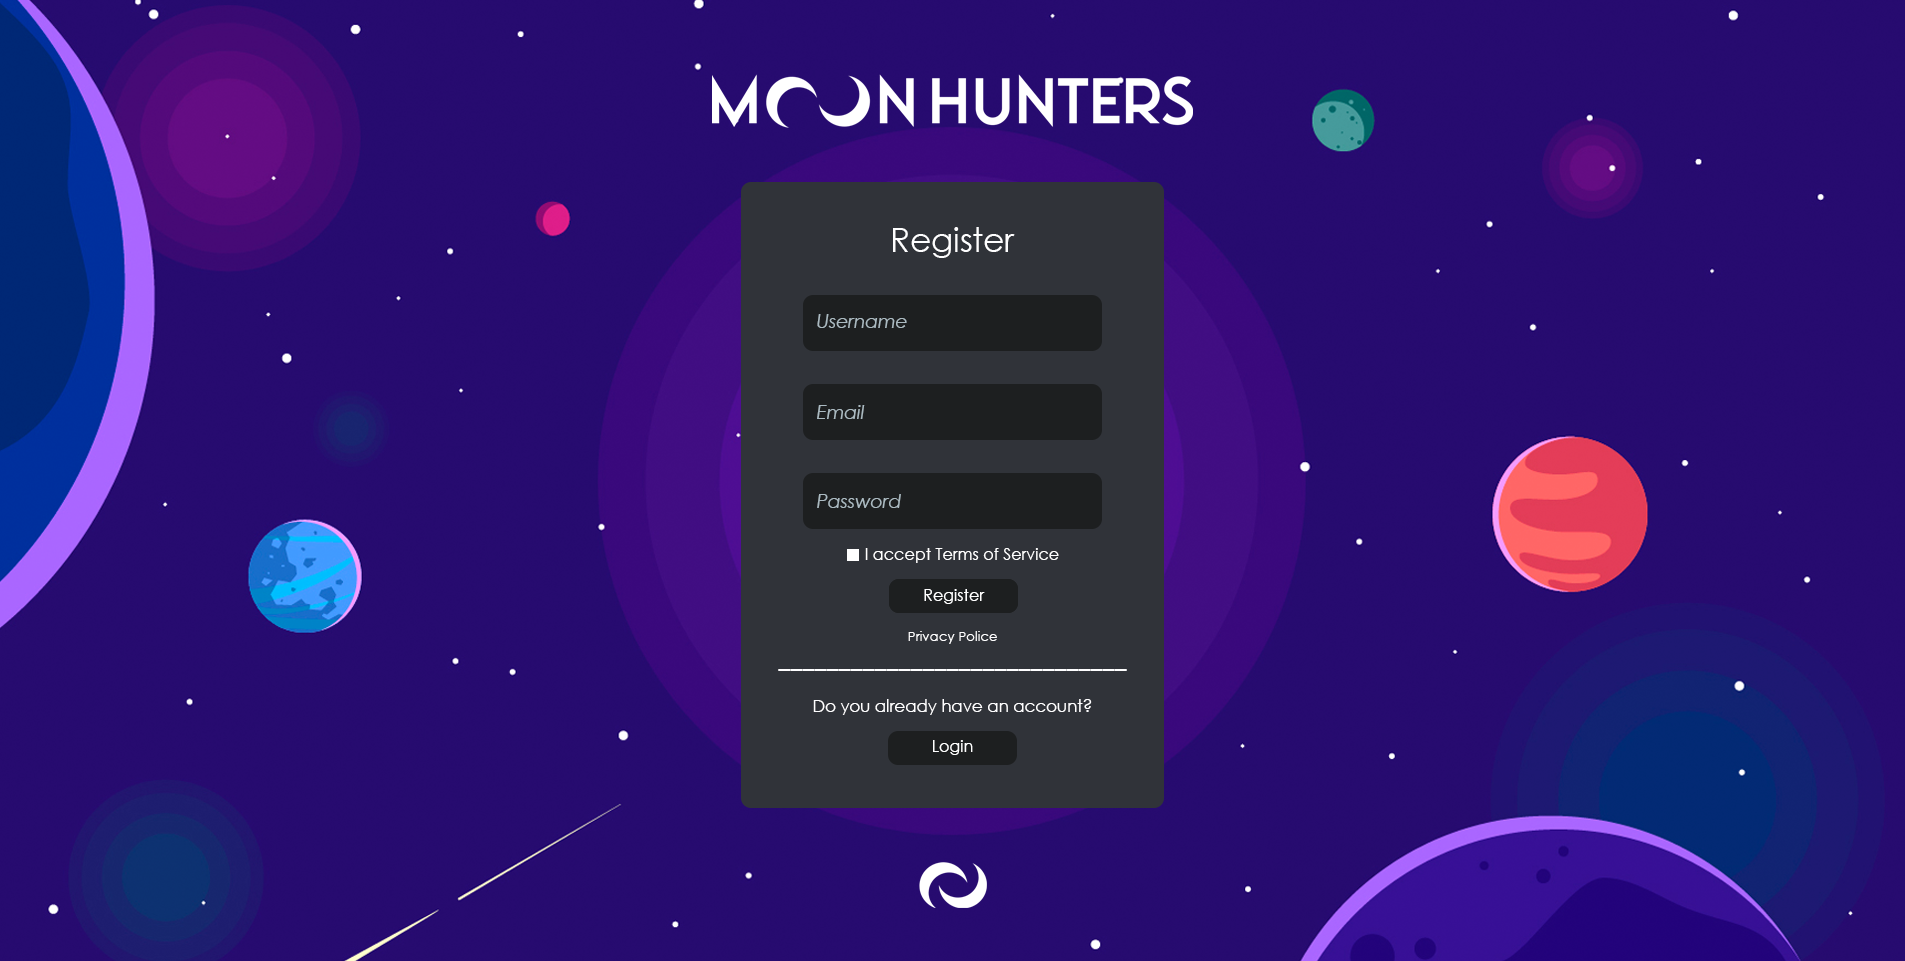 MOON HUNTERS
Register
Username
Email
Password
I accept Terms of Service
Register
Privacy Police
Do you already have an account?
Login